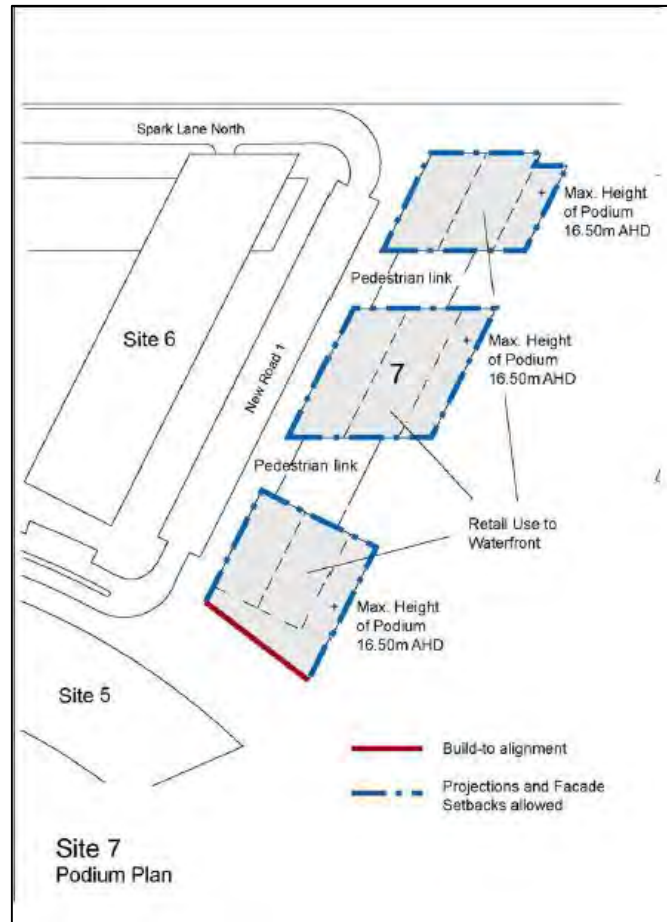 Spark Lane North
Max. Height
of Podium
16.50m AHD
Pedestrian link
Site 6
New Road 1
7
Max. Height
of Podium
16.50m AHD
Pedestrian link
Retail Use to
Waterfront
Max. Height
of Podium
16.50m AHD
Site 5
Build-to alignment
Projections and Facade
Setbacks allowed
Site 7
Podium Plan